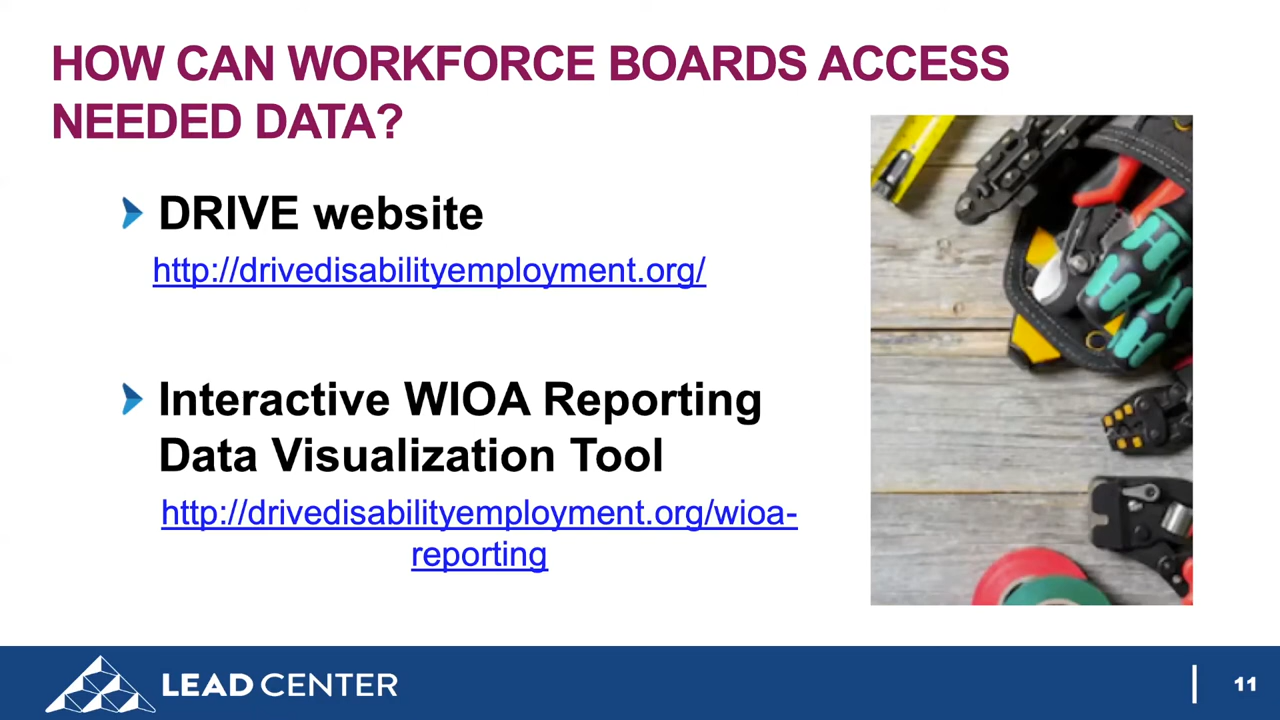 HOW CAN WORKFORCE BOARDS ACCESS
NEEDED DATA?
DRIVE website
http://drivedisabilityemployment.org/
Interactive WIOA Reporting
Data Visualization Tool
http://drivedisabilityemployment.org/wioa-
reporting
LEAD CENTER
11